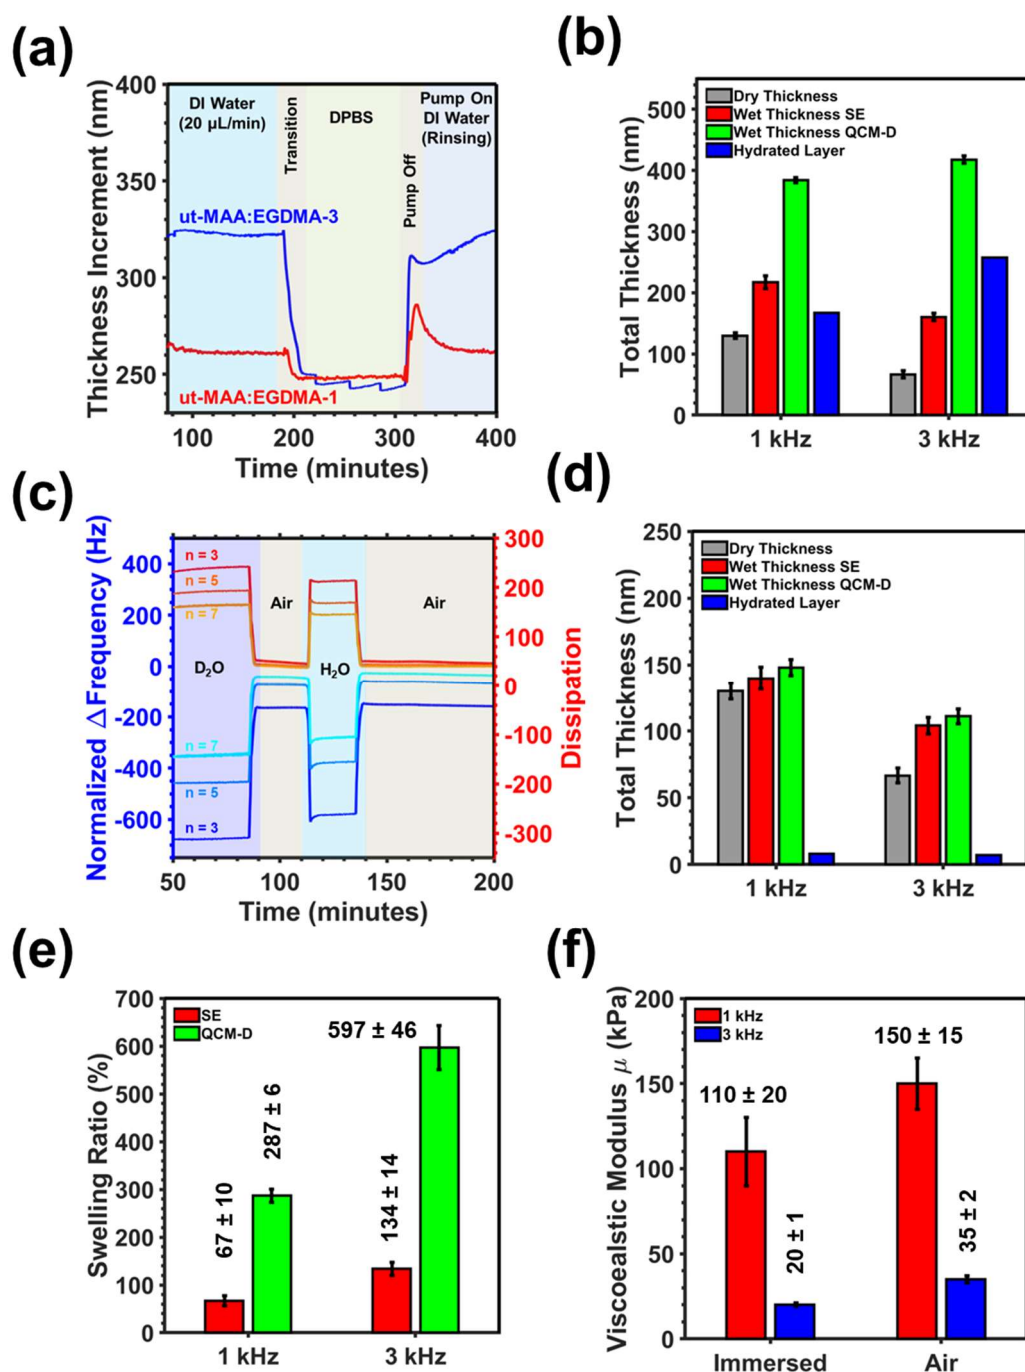 (a)
Thickness Increment (nm)
400
350
300
250
DI Water
(20 µL/min)
Transition
DPBS
Pump Off
Pump On
DI Water
(Rinsing)
ut-MAA:EGDMA-3
ut-MAA:EGDMA-1
100
200
300
400
Time (minutes)
(b)
Total Thickness (nm)
500
400
300
200
100
0
Dry Thickness
Wet Thickness SE
Wet Thickness QCM-D
Hydrated Layer
1 kHz
3 kHz
(c)
Normalized △Frequency (Hz)
400
200
0
-200
-400
-600
n = 3
n = 5
n = 7
D₂O
Air
H₂O
Air
n = 7
n = 5
n = 3
300
200
100
0
-100
-200
-300
Dissipation
50
100
150
200
Time (minutes)
(d)
Total Thickness (nm)
250
200
150
100
50
0
Dry Thickness
Wet Thickness SE
Wet Thickness QCM-D
Hydrated Layer
1 kHz
3 kHz
(e)
Swelling Ratio (%)
700
600
500
400
300
200
100
0
SE
QCM-D
67 ± 10
287 ± 6
134 ± 14
597 ± 46
1 kHz
3 kHz
(f)
Viscoealstic Modulus μ (kPa)
200
150
100
50
0
1 kHz
3 kHz
110 ± 20
20 ± 1
150 ± 15
35 ± 2
Immersed
Air